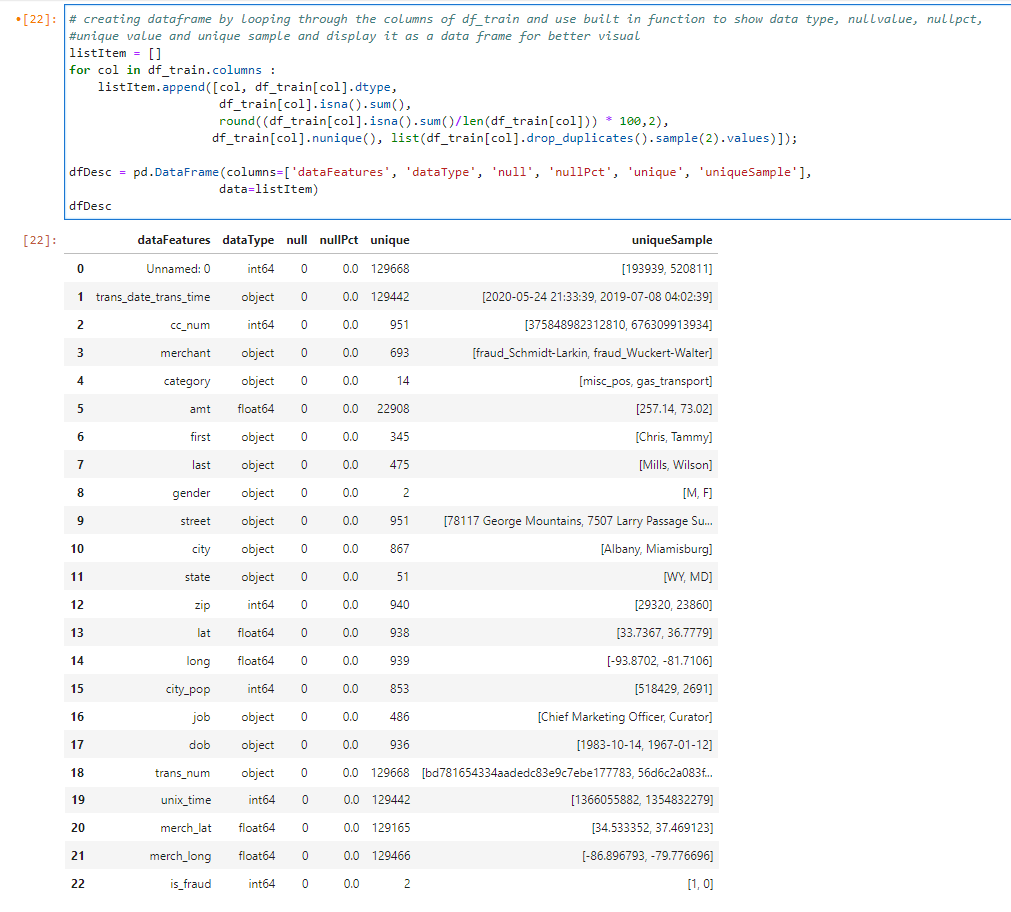 [22]: # creating dataframe by looping through the columns of df_train and use built in function to show data type, nullvalue, nullpct,
#unique value and unique sample and display it as a data frame for better visual
listItem = []
for col in df_train.columns :
    listItem.append([col, df_train[col].dtype,
                     df_train[col].isna().sum(),
                     round((df_train[col].isna().sum()/len(df_train[col])) * 100,2),
                    df_train[col].nunique(), list(df_train[col].drop_duplicates().sample(2).values)]);
dfDesc = pd.DataFrame(columns=['dataFeatures', 'dataType', 'null', 'nullPct', 'unique', 'uniqueSample'],
                     data=listItem)
dfDesc
[22]: dataFeatures dataType null nullPct unique uniqueSample
0 Unnamed: 0 int64 0 0.0 129668 [193939, 520811]
1 trans_date_trans_time object 0 0.0 129442 [2020-05-24 21:33:39, 2019-07-08 04:02:39]
2 cc_num int64 0 0.0 951 [375848982312810, 676309913934]
3 merchant object 0 0.0 693 [fraud_Schmidt-Larkin, fraud_Wuckert-Walter]
4 category object 0 0.0 14 [misc_pos, gas_transport]
5 amt float64 0 0.0 22908 [257.14, 73.02]
6 first object 0 0.0 345 [Chris, Tammy]
7 last object 0 0.0 475 [Mills, Wilson]
8 gender object 0 0.0 2 [M, F]
9 street object 0 0.0 951 [78117 George Mountains, 7507 Larry Passage Su...
10 city object 0 0.0 867 [Albany, Miamisburg]
11 state object 0 0.0 51 [WY, MD]
12 zip int64 0 0.0 940 [29320, 23860]
13 lat float64 0 0.0 938 [33.7367, 36.7779]
14 long float64 0 0.0 939 [-93.8702, -81.7106]
15 city_pop int64 0 0.0 853 [518429, 2691]
16 job object 0 0.0 486 [Chief Marketing Officer, Curator]
17 dob object 0 0.0 936 [1983-10-14, 1967-01-12]
18 trans_num object 0 0.0 129668 [bd781654334aadedc83e9c7ebe177783, 56d6c2a083f...
19 unix_time int64 0 0.0 129442 [1366055882, 1354832279]
20 merch_lat float64 0 0.0 129165 [34.533352, 37.469123]
21 merch_long float64 0 0.0 129466 [-86.896793, -79.776696]
22 is_fraud int64 0 0.0 2 [1, 0]